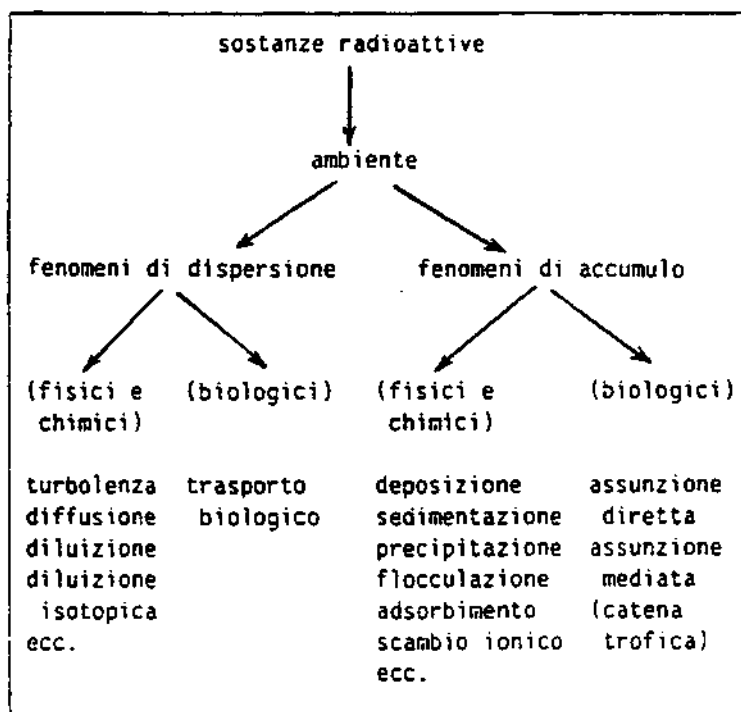 sostanze radioattive
ambiente
fenomeni di dispersione
fenomeni di accumulo
(fisici e
chimici)
(biologici)
(fisici e
chimici)
(biologici)
turbolenza
diffusione
diluizione
diluizione
isotopica
ecc.
trasporto
biologico
deposizione
sedimentazione
precipitazione
flocculazione
adsorbimento
scambio ionico
ecc.
assunzione
diretta
assunzione
mediata
(catena
trofica)